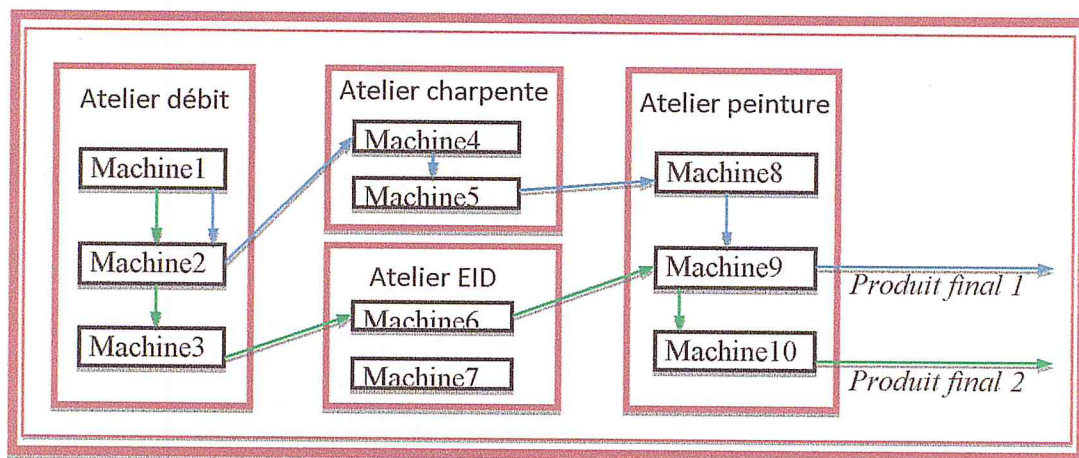 Atelier débit
Machine1
Machine2
Machine3
Atelier charpente
Machine4
Machine5
Atelier EID
Machine6
Machine7
Atelier peinture
Machine8
Machine9
Machine10
Produit final 1
Produit final 2